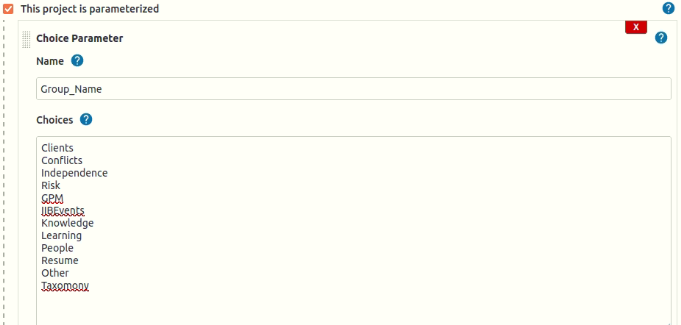 This project is parameterized
X
Choice Parameter
Name
Group_Name
Choices
Clients
Conflicts
Independence
Risk
GPM
IIBEvents
Knowledge
Learning
People
Resume
Other
Taxomony